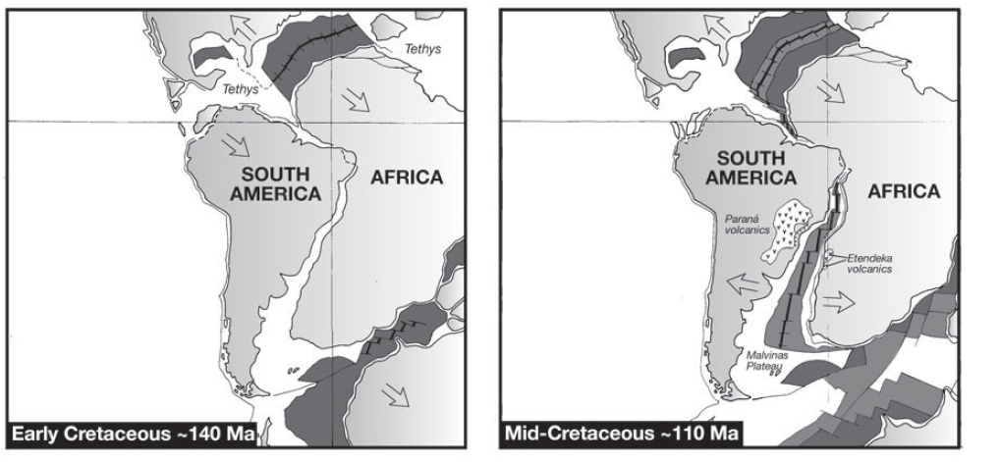 Tethys
Tethys
SOUTH
AMERICA
AFRICA
Early Cretaceous ~140 Ma
SOUTH
AMERICA
AFRICA
Paraná
volcanics
Etendeka
volcanics
Malvinas
Plateau
Mid-Cretaceous ~110 Ma